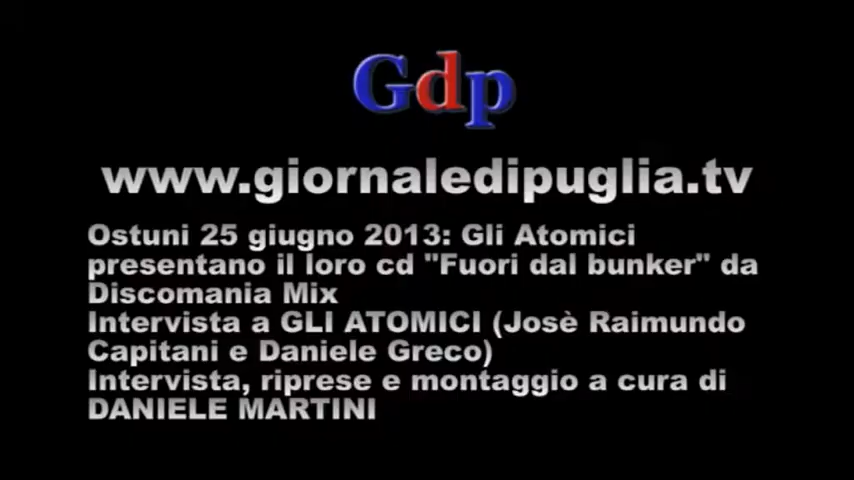 Gdp
www.giornaledipuglia.tv
Ostuni 25 giugno 2013: Gli Atomici
presentano il loro cd "Fuori dal bunker" da
Discomania Mix
Intervista a GLI ATOMICI (Josè Raimundo
Capitani e Daniele Greco)
Intervista, riprese e montaggio a cura di
DANIELE MARTINI